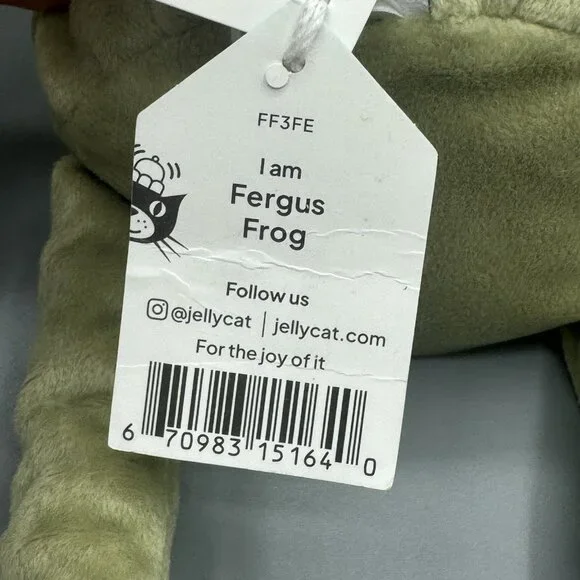 FF3FE
I am
Fergus
Frog
Follow us
@jellycat | jellycat.com
For the joy of it
6 70983 15164 0